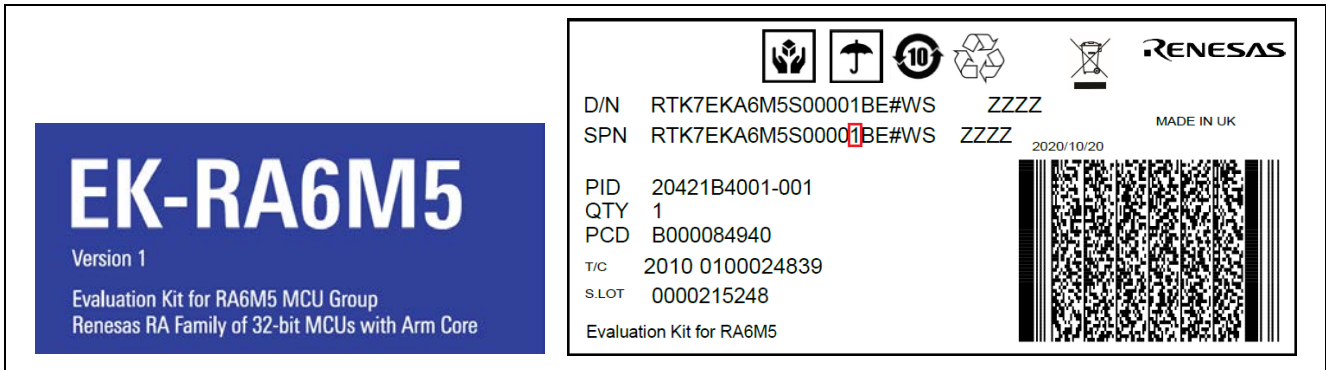 EK-RA6M5
Version 1
Evaluation Kit for RA6M5 MCU Group
Renesas RA Family of 32-bit MCUs with Arm Core
10
RENESAS
D/N RTK7EKA6M5S00001BE#WS ZZZZ
SPN RTK7EKA6M5S00001BE#WS ZZZZ
MADE IN UK
2020/10/20
PID 20421B4001-001
QTY 1
PCD B000084940
T/C 2010 0100024839
S.LOT 0000215248
Evaluation Kit for RA6M5